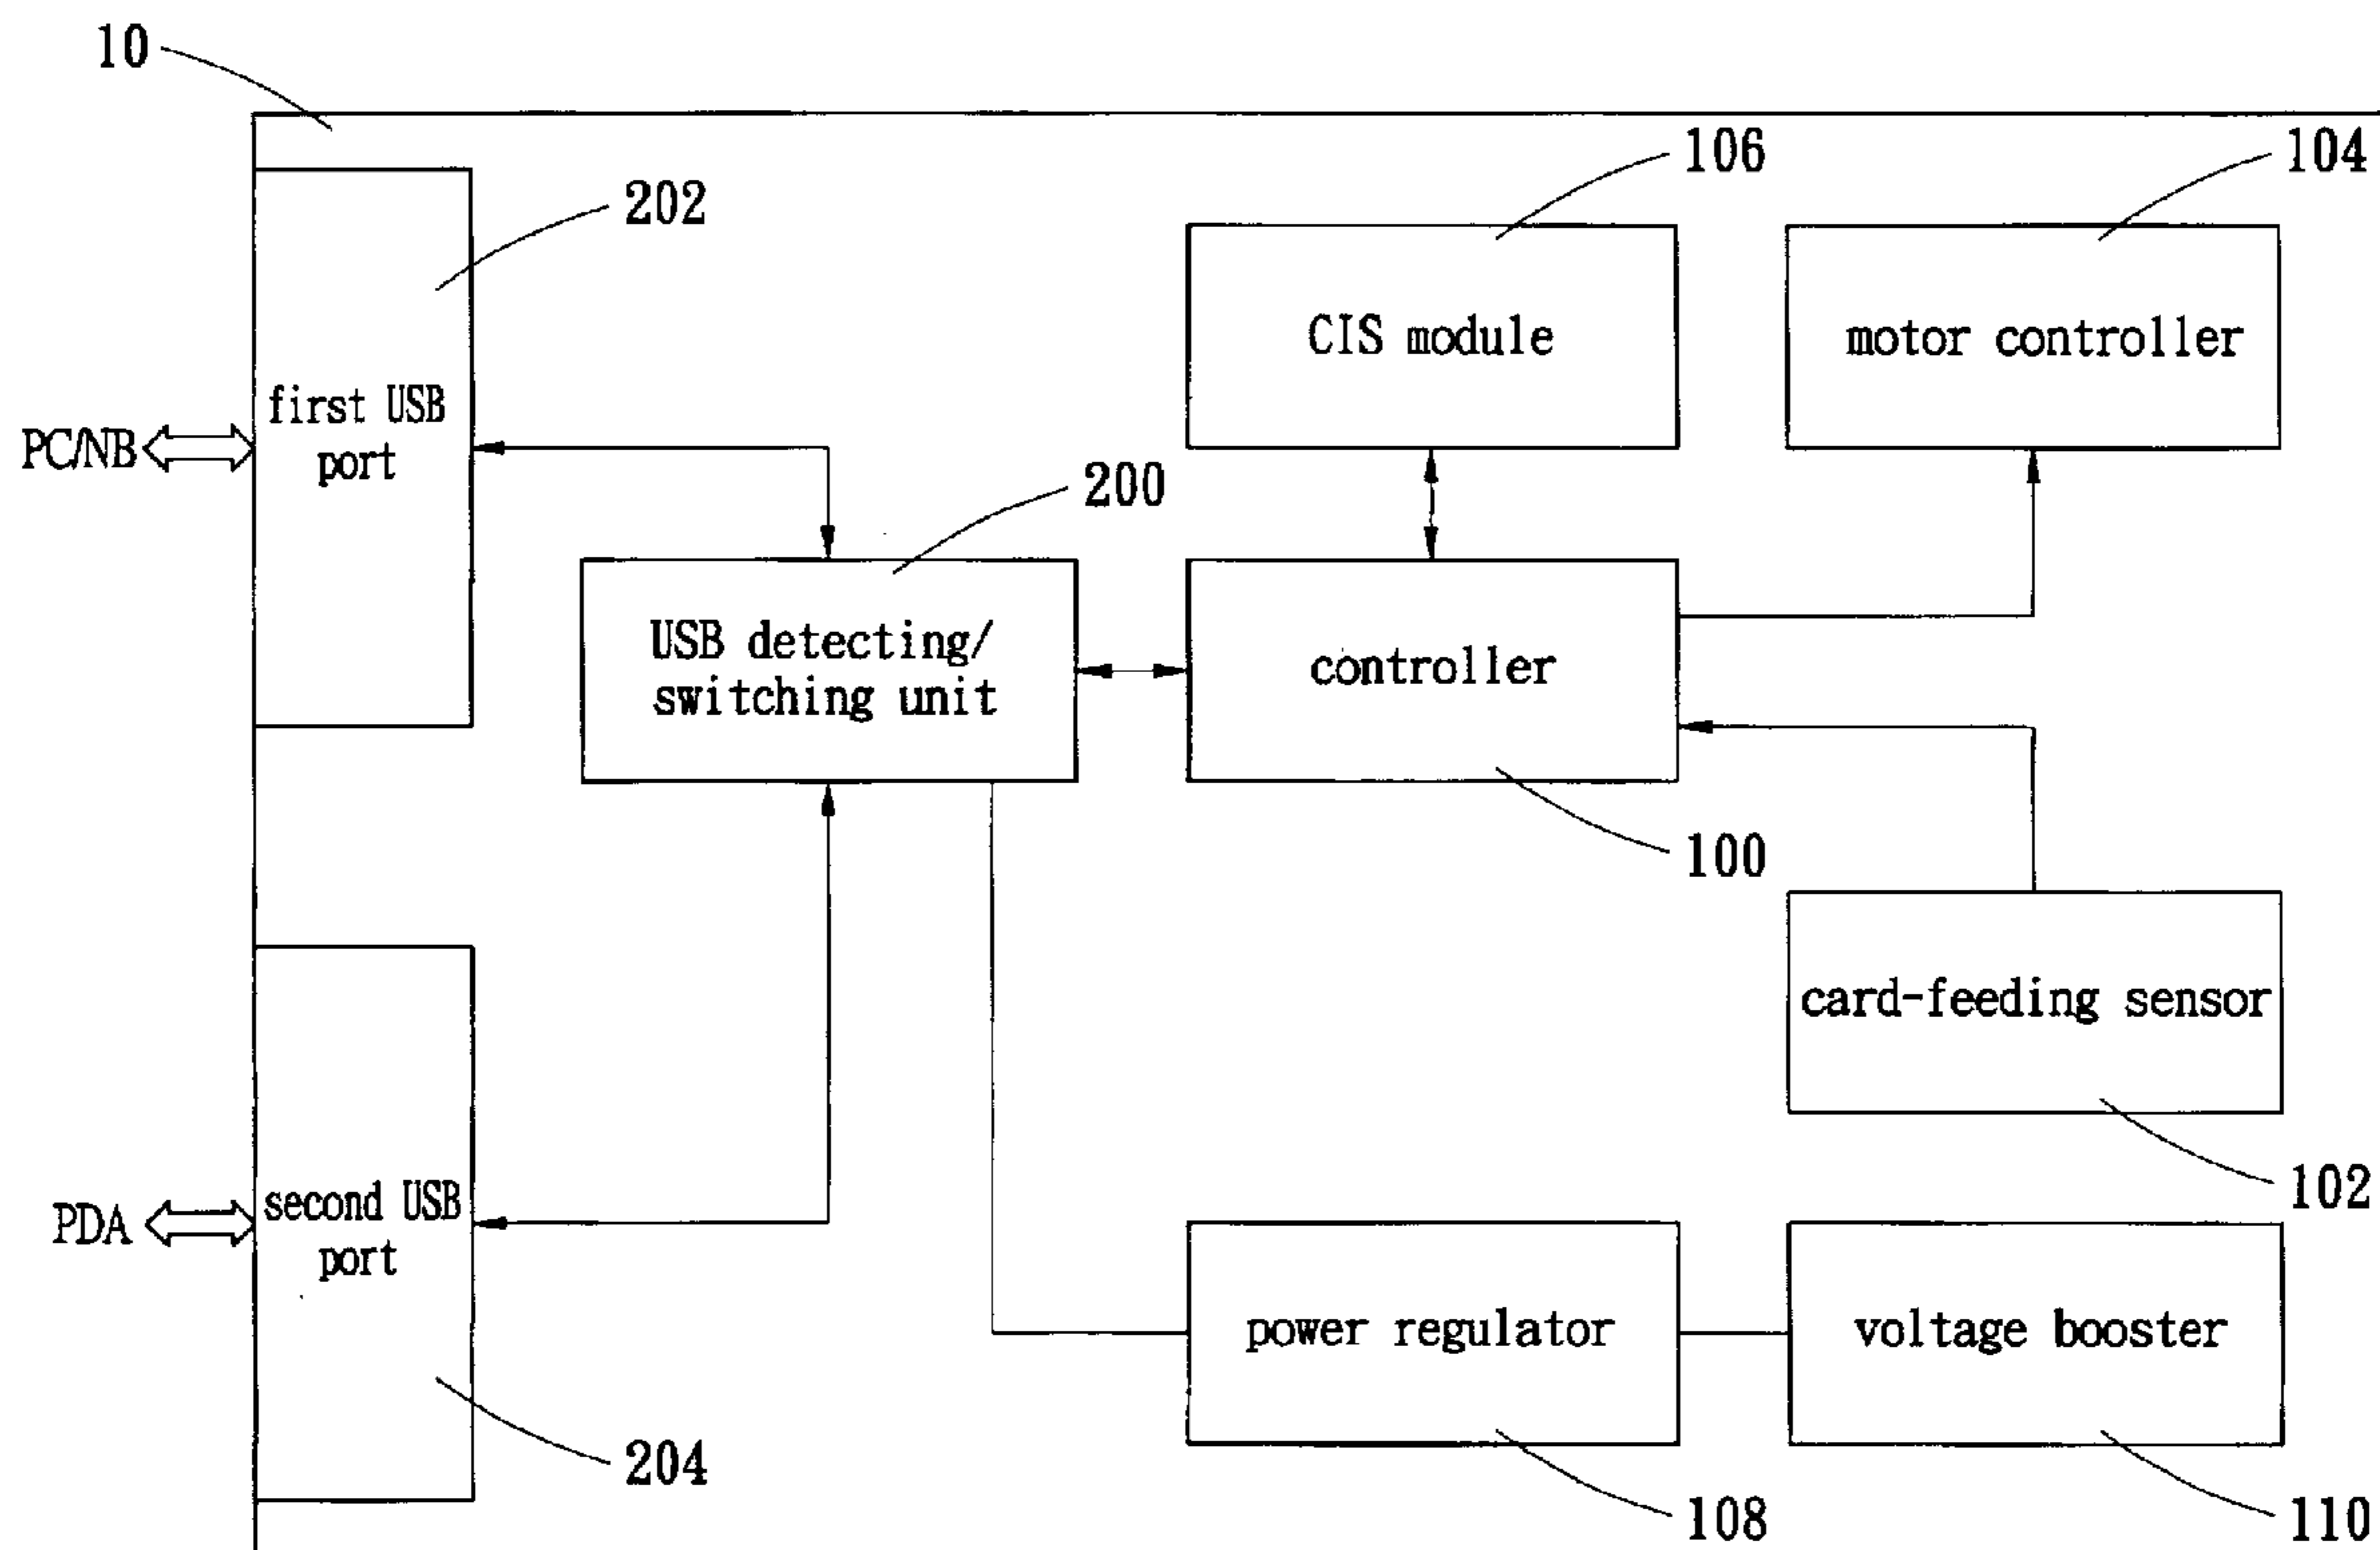 10
106
104
202
CIS module
motor controller
first USB
port
PC/NB
200
USB detecting/
switching unit
controller
100
card-feeding sensor
102
second USB
port
PDA
power regulator
voltage booster
204
108
110